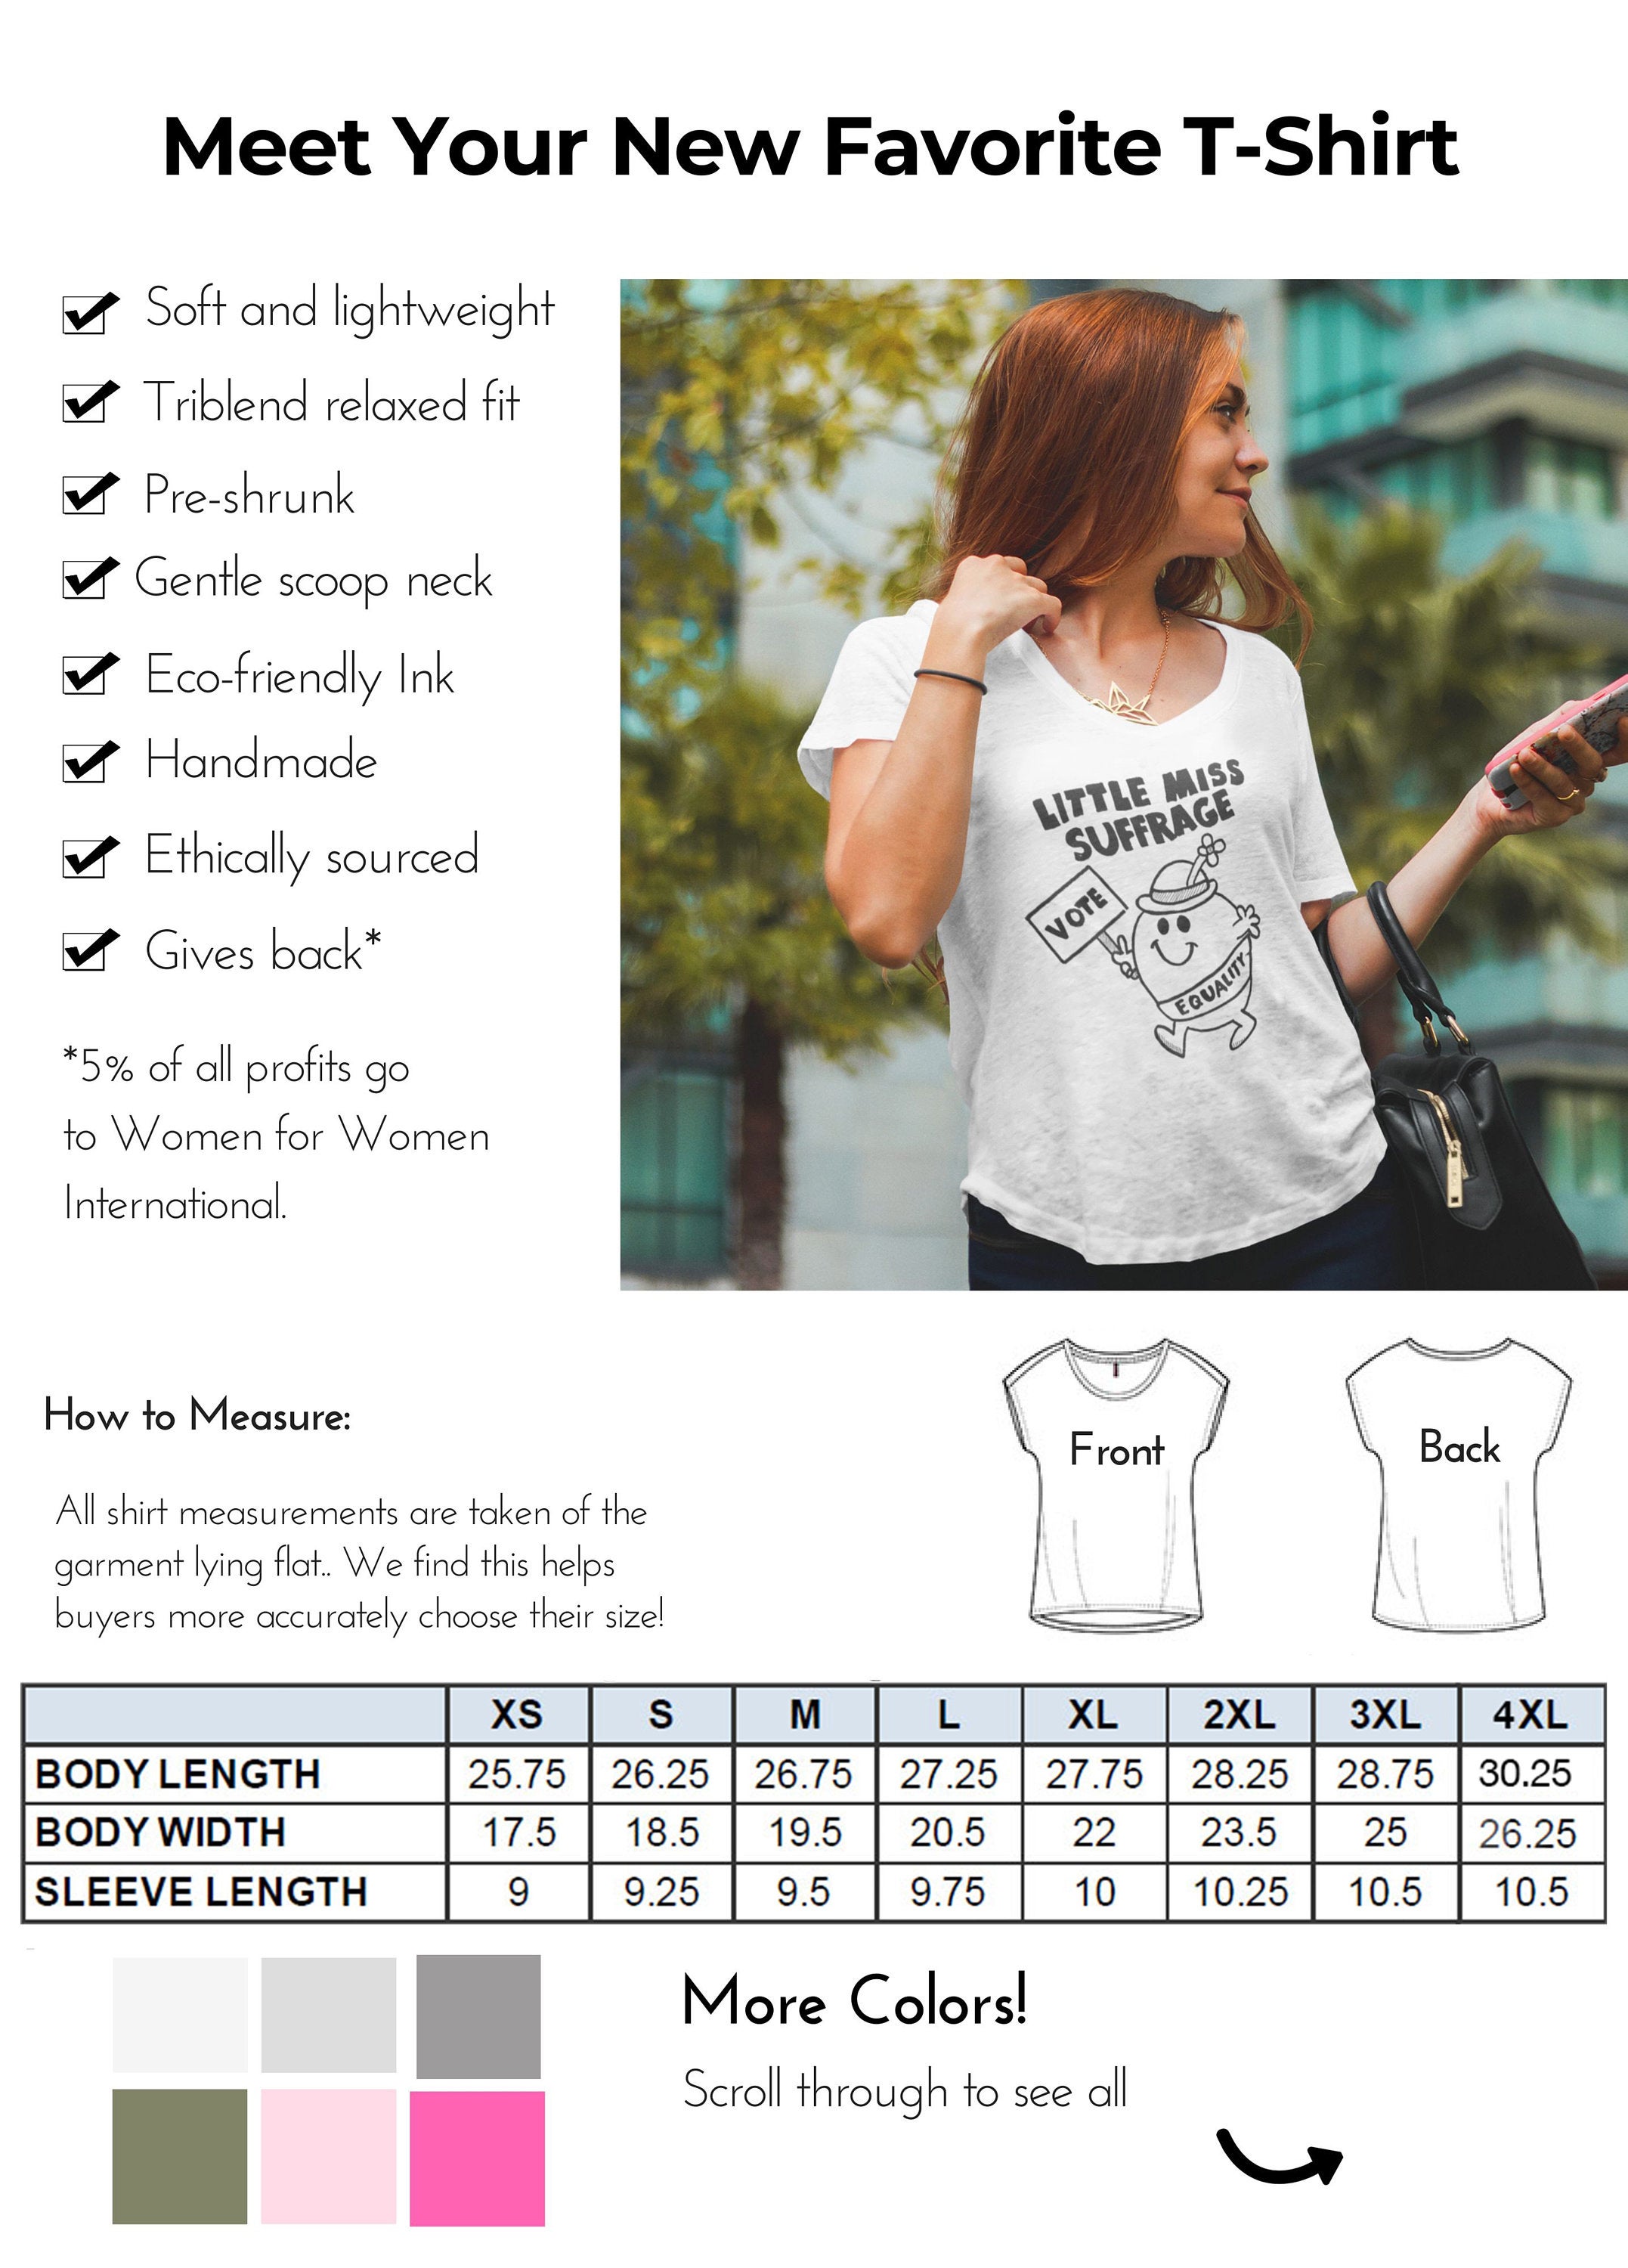 Meet Your New Favorite T-Shirt
Soft and lightweight
Triblend relaxed fit
Pre-shrunk
Gentle scoop neck
Eco-friendly Ink
Handmade
Ethically sourced
Gives back*
*5% of all profits go
to Women for Women
International.
LITTLE MISS
SUFFRAGE
VOTE
EQUALITY
Front
Back
How to Measure:
All shirt measurements are taken of the
garment lying flat.. We find this helps
buyers more accurately choose their size!
XS S M L XL 2XL 3XL 4XL
BODY LENGTH 25.75 26.25 26.75 27.25 27.75 28.25 28.75 30.25
BODY WIDTH 17.5 18.5 19.5 20.5 22 23.5 25 26.25
SLEEVE LENGTH 9 9.25 9.5 9.75 10 10.25 10.5 10.5
More Colors!
Scroll through to see all